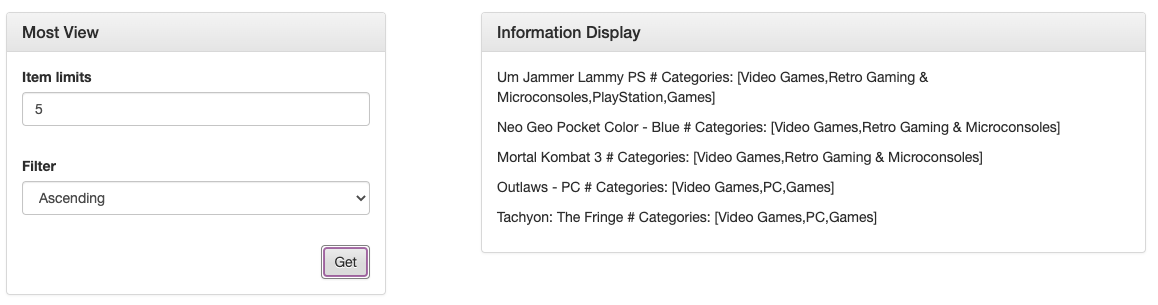 Most View
Item limits
5
Filter
Ascending
Get
Information Display
Um Jammer Lammy PS # Categories: [Video Games,Retro Gaming &
Microconsoles,PlayStation,Games]
Neo Geo Pocket Color - Blue # Categories: [Video Games,Retro Gaming & Microconsoles]
Mortal Kombat 3 # Categories: [Video Games,Retro Gaming & Microconsoles]
Outlaws - PC # Categories: [Video Games,PC,Games]
Tachyon: The Fringe # Categories: [Video Games,PC,Games]